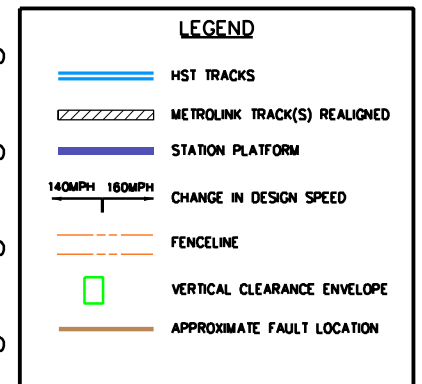 LEGEND
HST TRACKS
METROLINK TRACK(S) REALIGNED
STATION PLATFORM
140MPH 160MPH CHANGE IN DESIGN SPEED
FENCELINE
VERTICAL CLEARANCE ENVELOPE
APPROXIMATE FAULT LOCATION